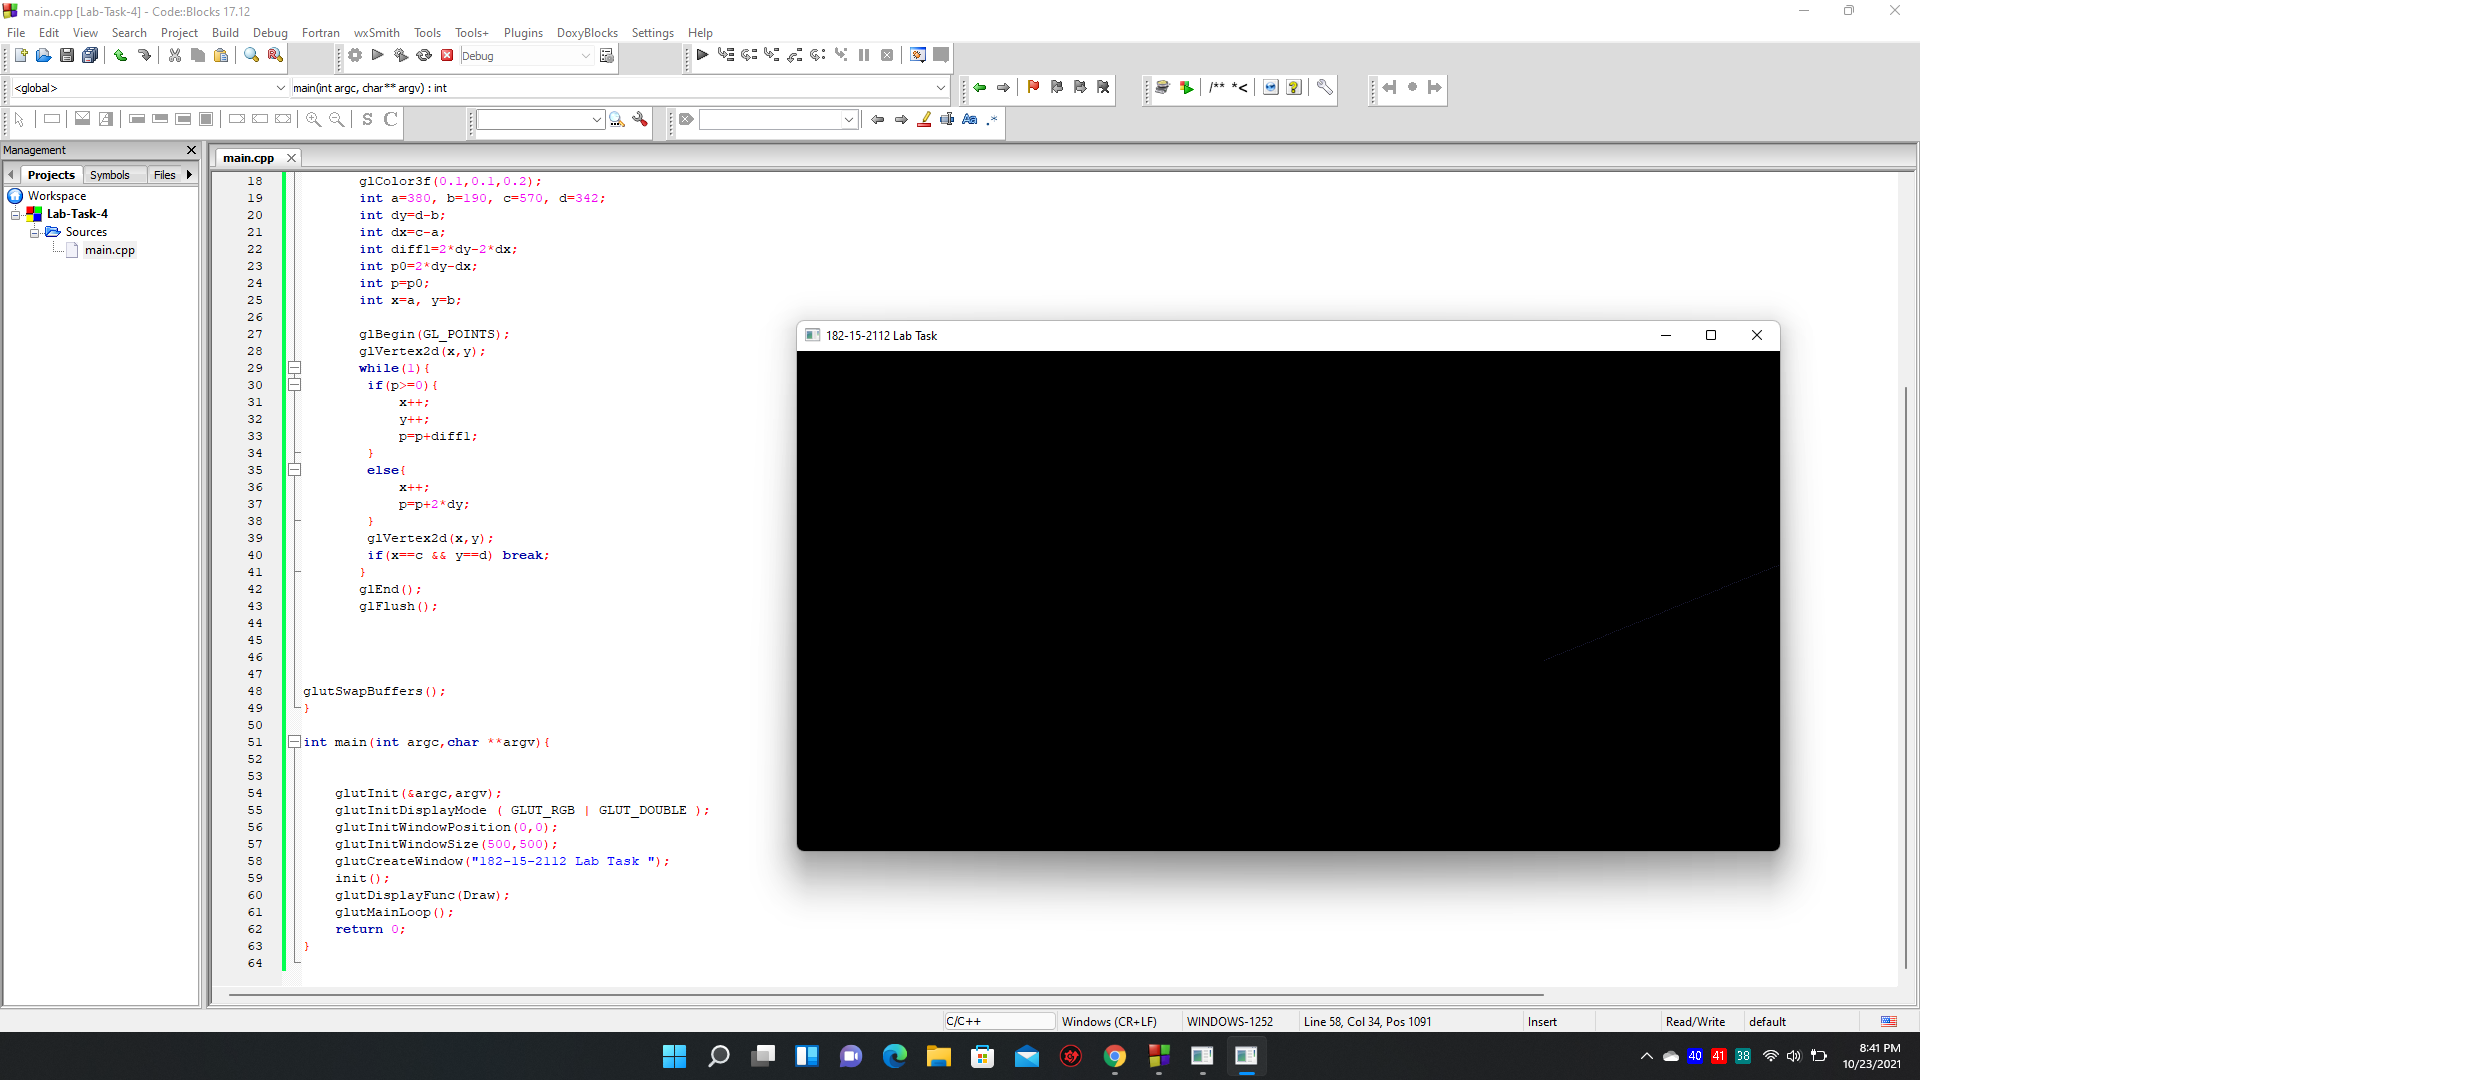 main.cpp [Lab-Task-4] - Code::Blocks 17.12
File Edit View Search Project Build Debug Fortran wxSmith Tools Tools+ Plugins DoxyBlocks Settings Help
Debug
<global> main(int argc, char** argv) : int /** *<
S C Aa .*
Management
Projects Symbols Files
Workspace
Lab-Task-4
Sources
main.cpp
main.cpp
18 glColor3f(0.1,0.1,0.2);
19 int a=380, b=190, c=570, d=342;
20 int dy=d-b;
21 int dx=c-a;
22 int diff1=2*dy-2*dx;
23 int p0=2*dy-dx;
24 int p=p0;
25 int x=a, y=b;
26
27 glBegin(GL_POINTS);
28 glVertex2d(x,y);
29 while(1){
30 if(p>=0){
31 x++;
32 y++;
33 p=p+diff1;
34 }
35 else{
36 x++;
37 p=p+2*dy;
38 }
39 glVertex2d(x,y);
40 if(x==c && y==d) break;
41 }
42 glEnd();
43 glFlush();
44
45
46
47
48 glutSwapBuffers();
49 }
50
51 int main(int argc,char **argv){
52
53
54 glutInit(&argc,argv);
55 glutInitDisplayMode ( GLUT_RGB | GLUT_DOUBLE );
56 glutInitWindowPosition(0,0);
57 glutInitWindowSize(500,500);
58 glutCreateWindow("182-15-2112 Lab Task ");
59 init();
60 glutDisplayFunc(Draw);
61 glutMainLoop();
62 return 0;
63 }
64
182-15-2112 Lab Task
C/C++ Windows (CR+LF) WINDOWS-1252 Line 58, Col 34, Pos 1091 Insert Read/Write default
40 41 38 8:41 PM
10/23/2021